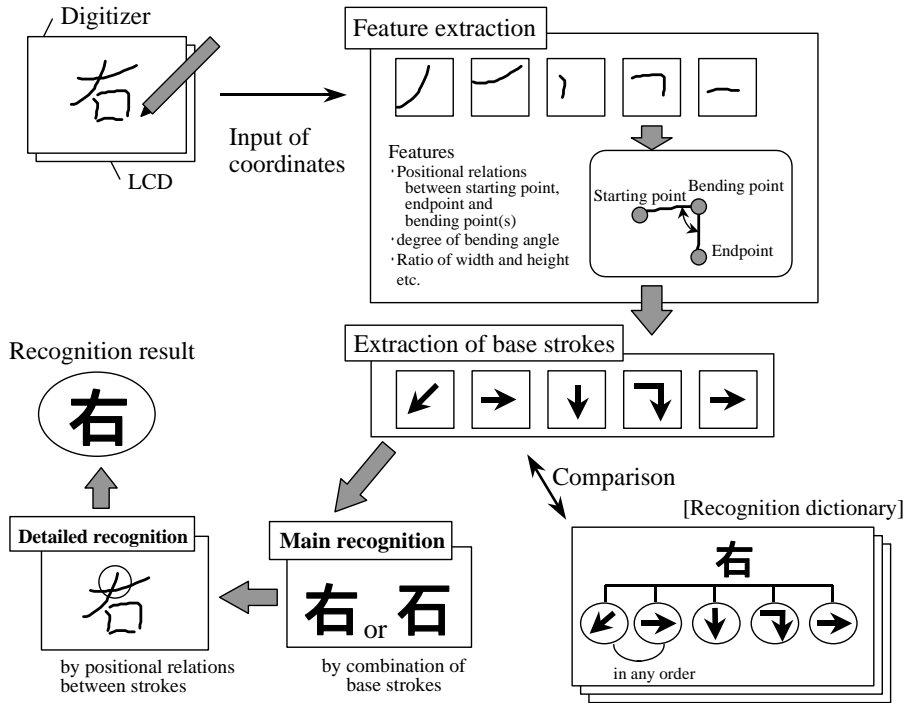 Digitizer
右
LCD
Input of
coordinates
Feature extraction
Features
·Positional relations
between starting point,
endpoint and
bending point(s)
·degree of bending angle
·Ratio of width and height
etc.
Starting point
Bending point
Endpoint
Extraction of base strokes
Comparison
[Recognition dictionary]
右
in any order
Main recognition
右 or 石
by combination of
base strokes
Detailed recognition
右
by positional relations
between strokes
Recognition result
右